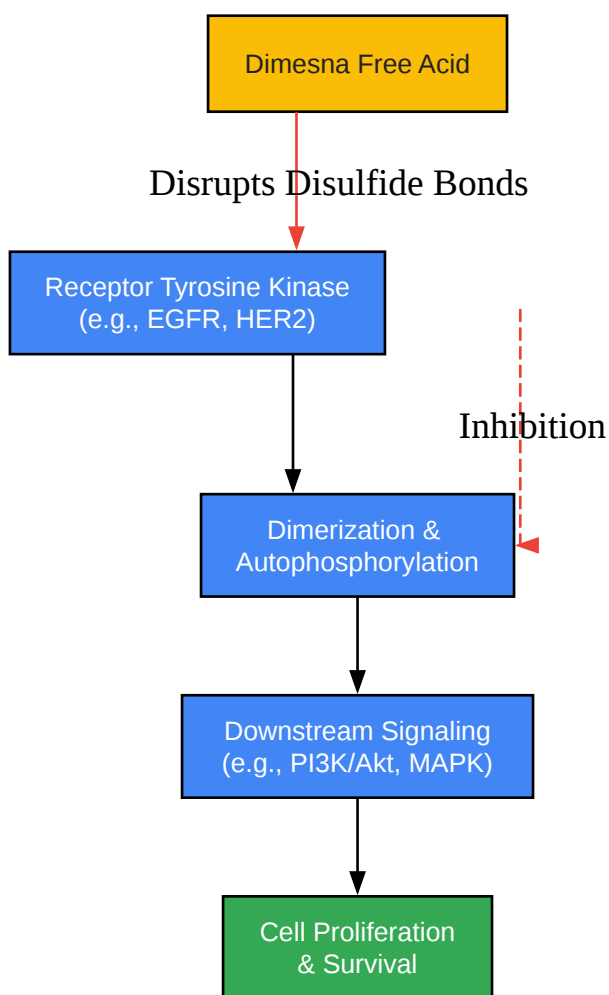 Dimesna Free Acid
Disrupts Disulfide Bonds
Receptor Tyrosine Kinase
(e.g., EGFR, HER2)
Inhibition
Dimerization &
Autophosphorylation
Downstream Signaling
(e.g., PI3K/Akt, MAPK)
Cell Proliferation
& Survival